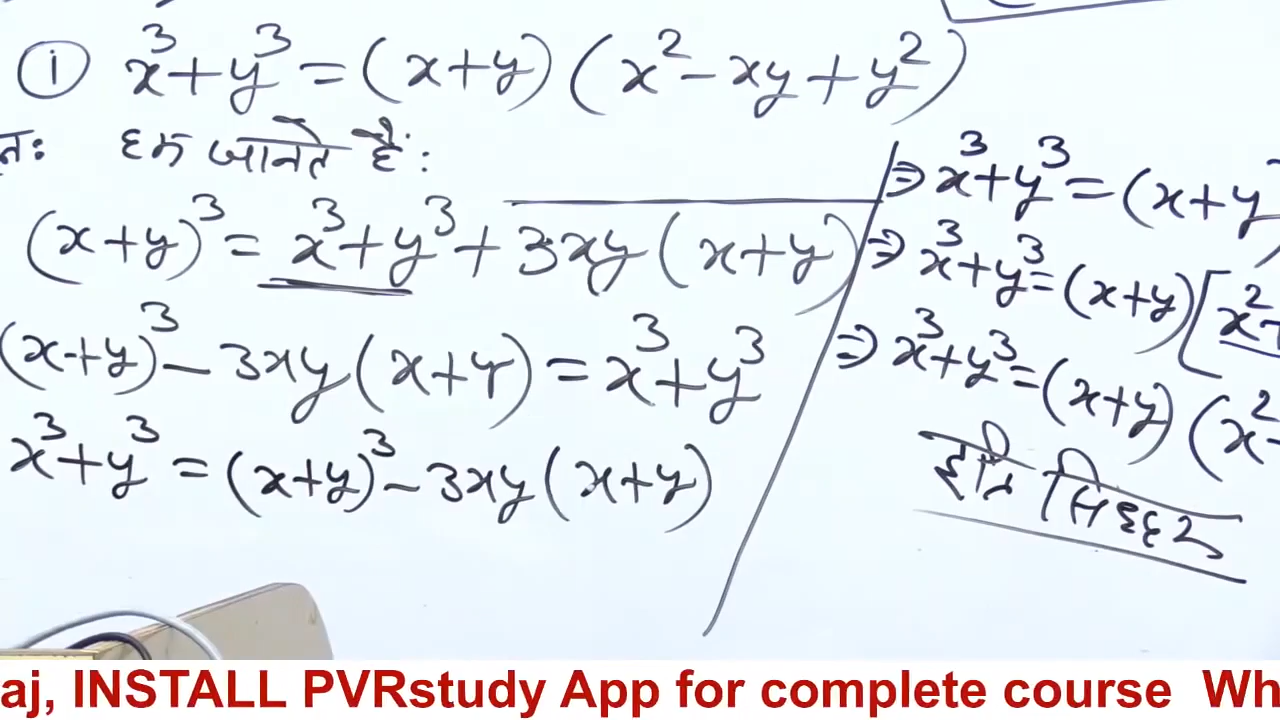 (i) x³+y³ = (x+y) (x²-xy+y²)
हम जानते हैं:
(x+y)³ = x³+y³+3xy(x+y)
(x+y)³ - 3xy(x+y) = x³+y³
x³+y³ = (x+y)³ - 3xy(x+y)
⇒ x³+y³ = (x+y
⇒ x³+y³ = (x+y)[x²+
⇒ x³+y³ = (x+y) (x²-
इति सिद्धम्
aj, INSTALL PVRstudy App for complete course Wh